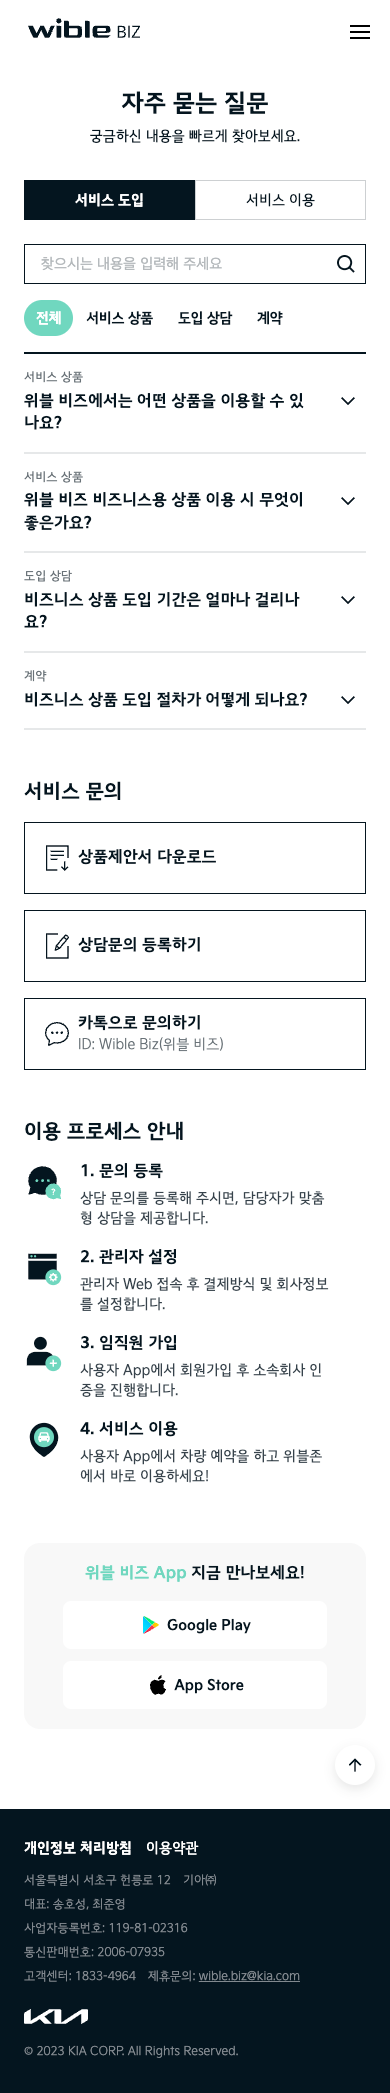 wible BIZ
자주 묻는 질문
궁금하신 내용을 빠르게 찾아보세요.
서비스 도입
서비스 이용
찾으시는 내용을 입력해 주세요
전체 서비스 상품 도입 상담 계약
서비스 상품
위블 비즈에서는 어떤 상품을 이용할 수 있
나요?
서비스 상품
위블 비즈 비즈니스용 상품 이용 시 무엇이
좋은가요?
도입 상담
비즈니스 상품 도입 기간은 얼마나 걸리나
요?
계약
비즈니스 상품 도입 절차가 어떻게 되나요?
서비스 문의
상품제안서 다운로드
상담문의 등록하기
카톡으로 문의하기
ID: Wible Biz(위블 비즈)
이용 프로세스 안내
1. 문의 등록
상담 문의를 등록해 주시면, 담당자가 맞춤
형 상담을 제공합니다.
2. 관리자 설정
관리자 Web 접속 후 결제방식 및 회사정보
를 설정합니다.
3. 임직원 가입
사용자 App에서 회원가입 후 소속회사 인
증을 진행합니다.
4. 서비스 이용
사용자 App에서 차량 예약을 하고 위블존
에서 바로 이용하세요!
위블 비즈 App 지금 만나보세요!
Google Play
App Store
개인정보 처리방침 이용약관
서울특별시 서초구 헌릉로 12 기아㈜
대표: 송호성, 최준영
사업자등록번호: 119-81-02316
통신판매번호: 2006-07935
고객센터: 1833-4964 제휴문의: wible.biz@kia.com
KIA
© 2023 KIA CORP. All Rights Reserved.